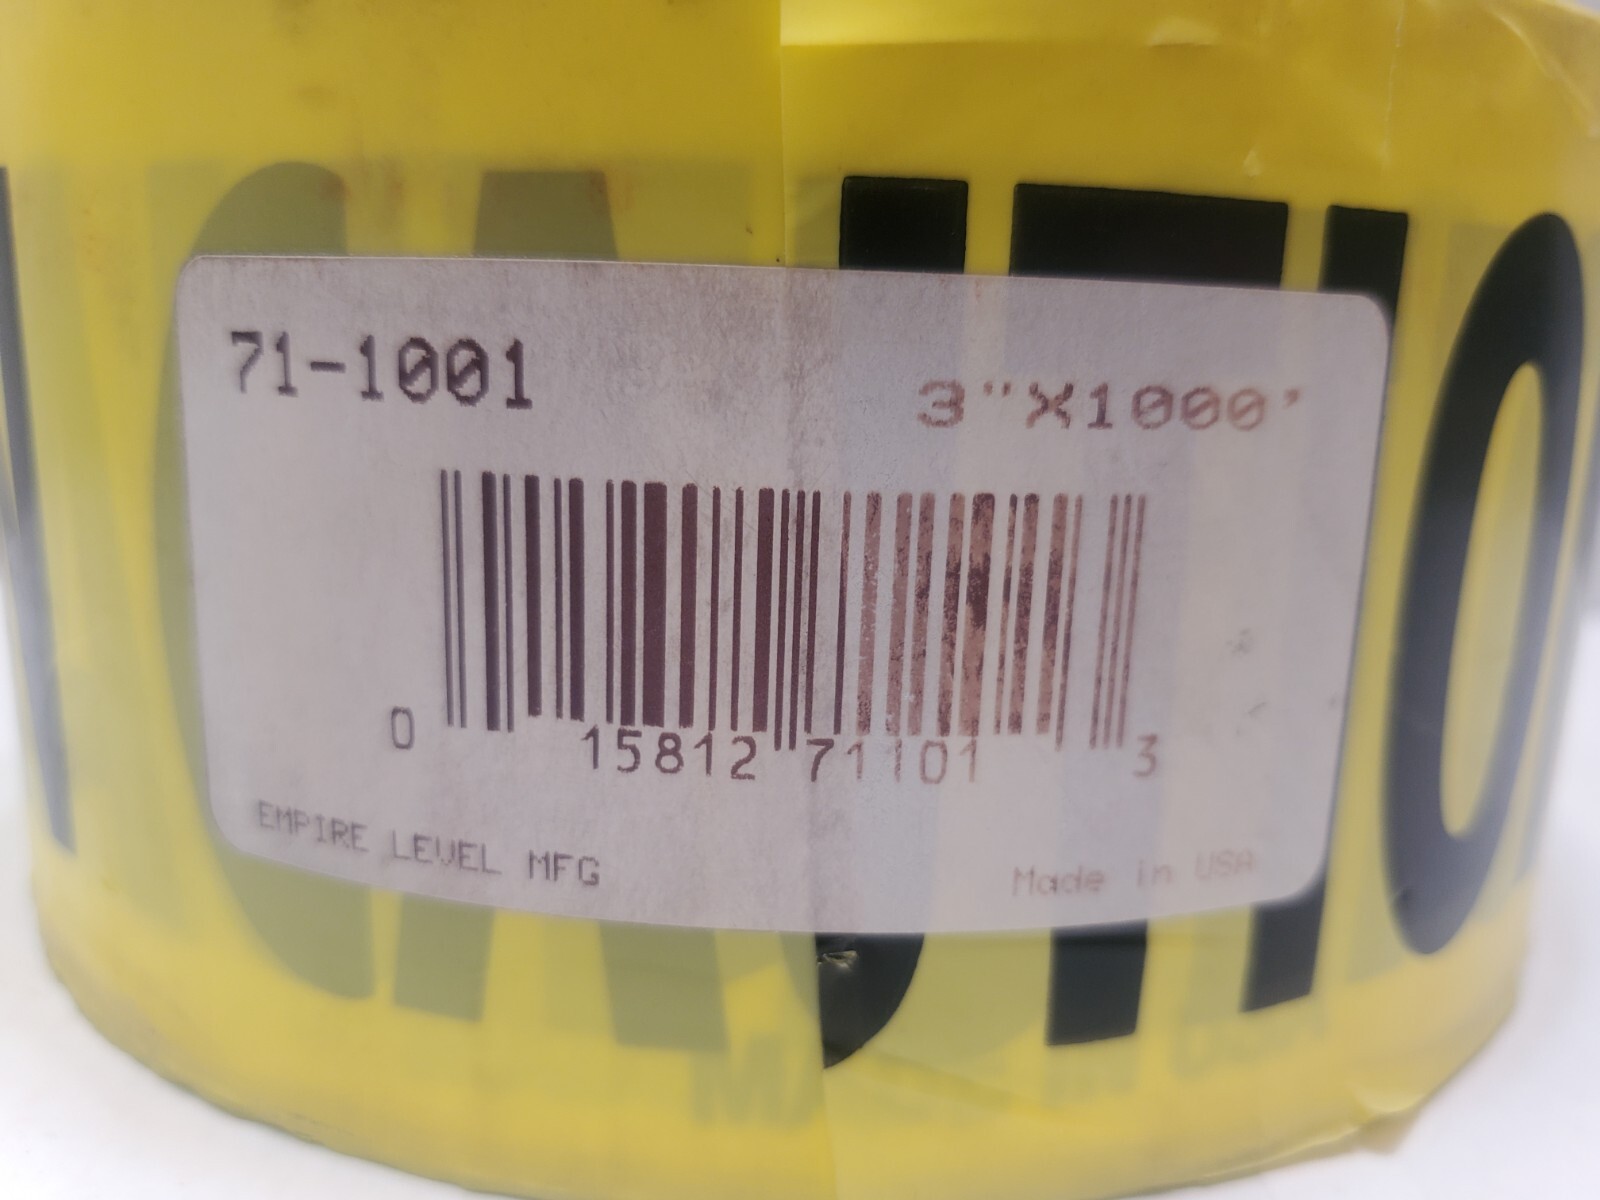 CAUTIO
71-1001
3"X1000'
0 15812 71101 3
EMPIRE LEVEL MFG
Made in USA